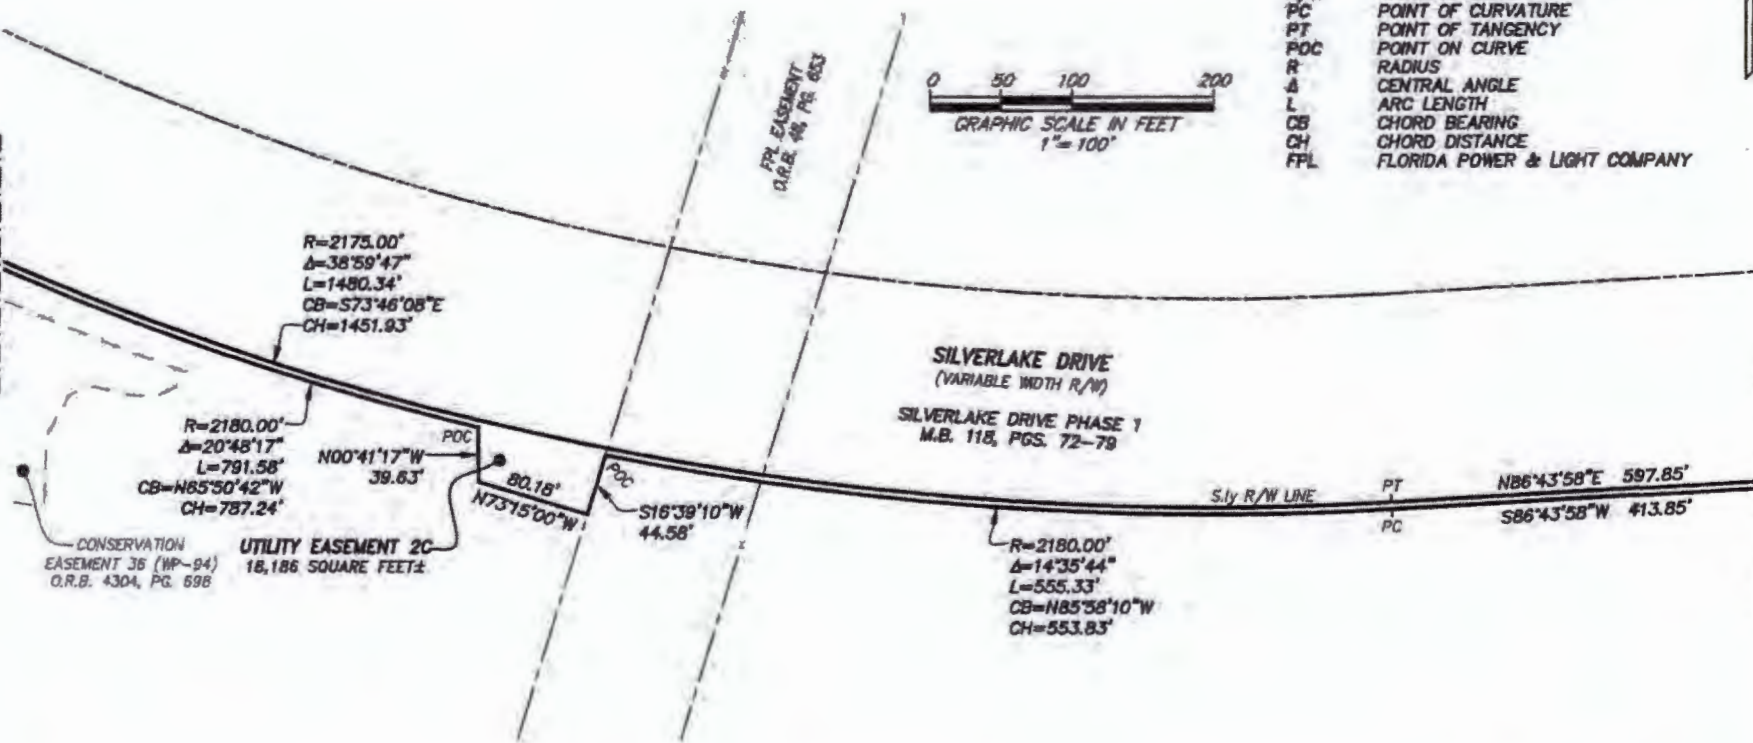 PC POINT OF CURVATURE
PT POINT OF TANGENCY
POC POINT ON CURVE
R RADIUS
Δ CENTRAL ANGLE
L ARC LENGTH
CB CHORD BEARING
CH CHORD DISTANCE
FPL FLORIDA POWER & LIGHT COMPANY
0 50 100 200
GRAPHIC SCALE IN FEET
1"= 100'
FPL EASEMENT
O.R.B. 48, PG. 653
R=2175.00'
Δ=38°59'47"
L=1480.34'
CB=S73°46'08"E
CH=1451.93'
SILVERLAKE DRIVE
(VARIABLE WIDTH R/W)
SILVERLAKE DRIVE PHASE 1
M.B. 118, PGS. 72-79
R=2180.00'
Δ=20°48'17"
L=791.58'
CB=N65°50'42"W
CH=787.24'
POC
N00°41'17"W
39.63'
80.18'
N73°15'00"W
POC
S16°39'10"W
44.58'
S.ly R/W LINE
PT
PC
N86°43'58"E 597.85'
S86°43'58"W 413.85'
CONSERVATION
EASEMENT 36 (WP-94)
O.R.B. 4304, PG. 698
UTILITY EASEMENT 2C
18,186 SQUARE FEET±
R=2180.00'
Δ=14°35'44"
L=555.33'
CB=N85°58'10"W
CH=553.83'